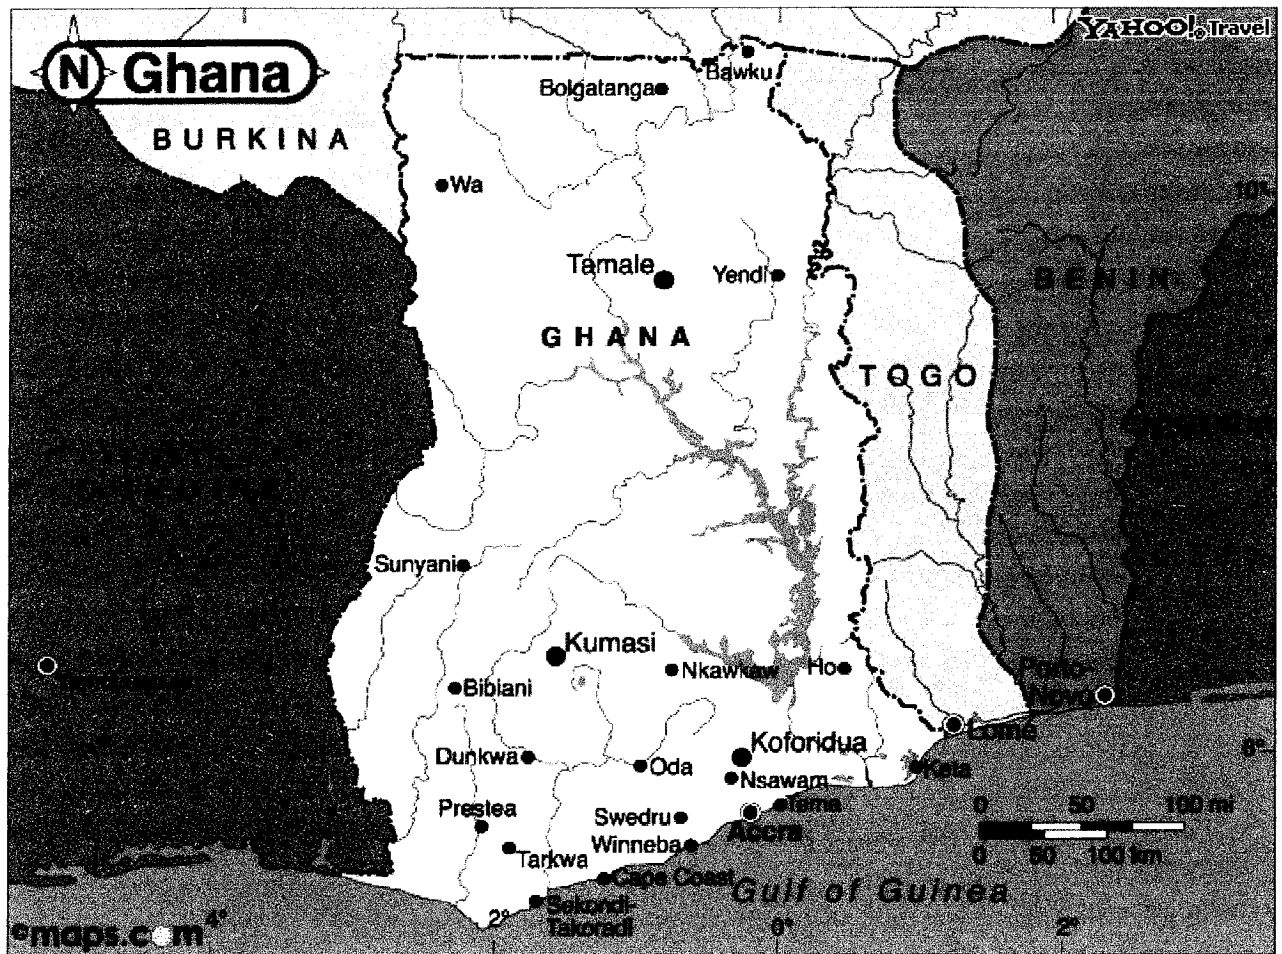 YAHOO! Travel
N Ghana
BURKINA
Bawku
Bolgatanga
Wa
10°
Tamale
Yendi
BENIN
GHANA
TOGO
Sunyani
Kumasi
Nkawkaw
Ho
Porto-
Novo
Bibiani
Lomé
Koforidua
6°
Dunkwa
Oda
Keta
Nsawam
Prestea
Tema
0 50 100 mi
Swedru
Accra
Winneba
Tarkwa
0 50 100 km
Cape Coast
Gulf of Guinea
Sekondi-
Takoradi
4°
2°
0°
2°
©maps.com